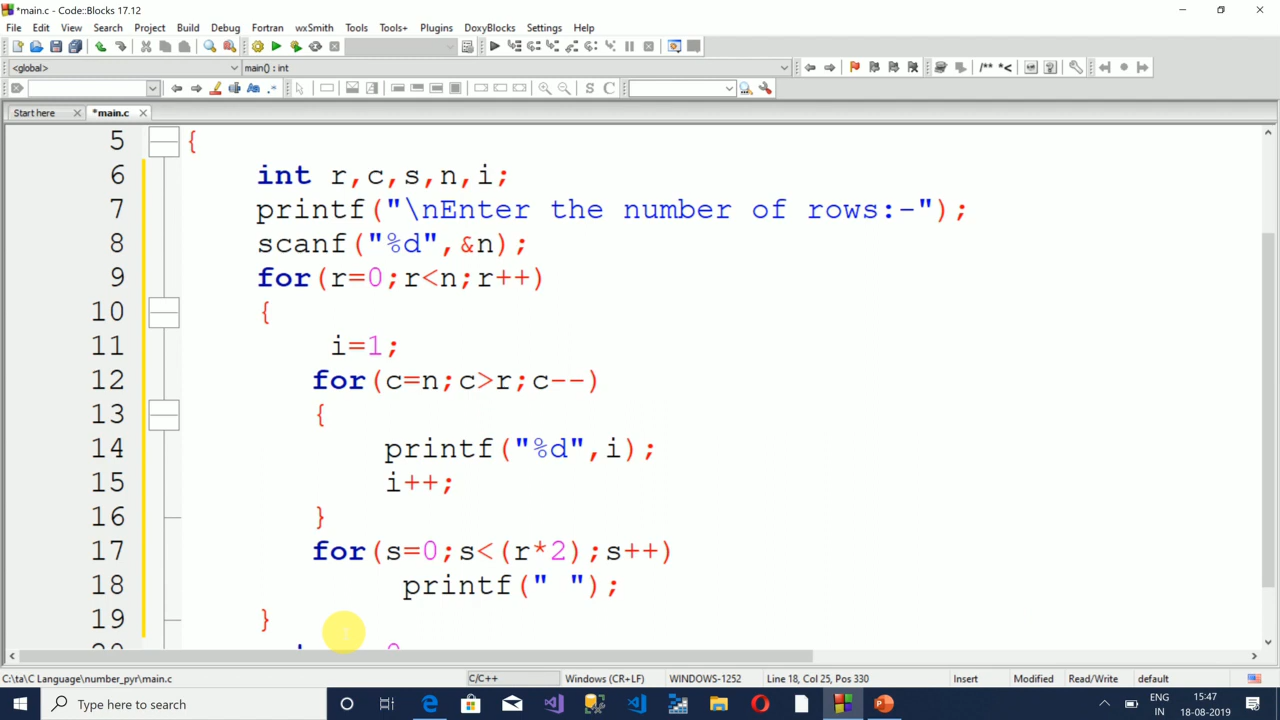 *main.c - Code::Blocks 17.12
File Edit View Search Project Build Debug Fortran wxSmith Tools Tools+ Plugins DoxyBlocks Settings Help
<global> main() : int
/** *<
S C
Start here *main.c
5 {
6 int r,c,s,n,i;
7 printf("\nEnter the number of rows:-");
8 scanf("%d",&n);
9 for(r=0;r<n;r++)
10 {
11 i=1;
12 for(c=n;c>r;c--)
13 {
14 printf("%d",i);
15 i++;
16 }
17 for(s=0;s<(r*2);s++)
18 printf(" ");
19 }
C:\ta\C Language\number_pyr\main.c C/C++ Windows (CR+LF) WINDOWS-1252 Line 18, Col 25, Pos 330 Insert Modified Read/Write default
Type here to search
ENG
IN
15:47
18-08-2019